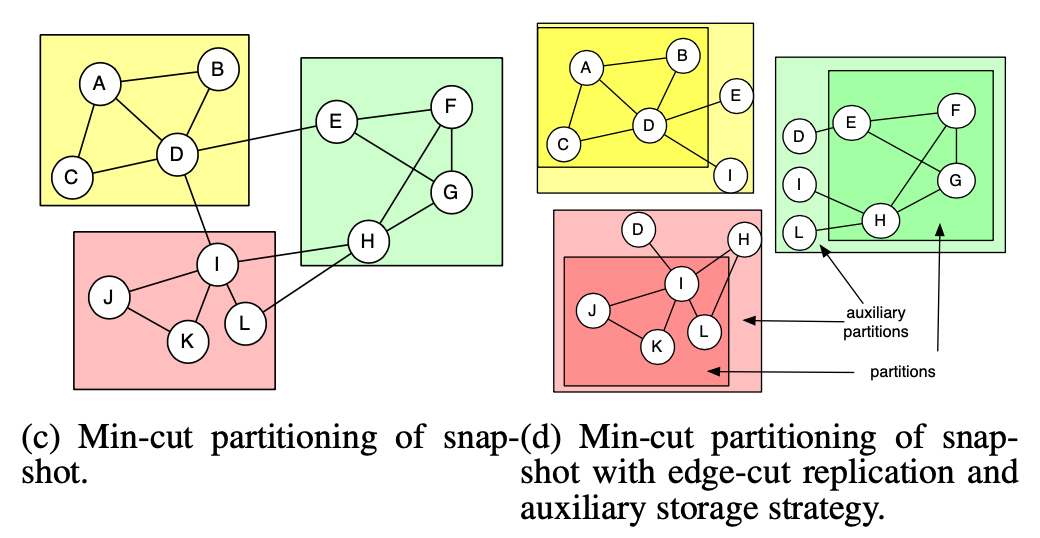 A
B
C
D
E
F
G
H
I
J
K
L
(c) Min-cut partitioning of snap-
shot.
A
B
C
D
E
I
D
I
L
E
F
G
H
D
H
I
J
K
L
auxiliary
partitions
partitions
(d) Min-cut partitioning of snap-
shot with edge-cut replication and
auxiliary storage strategy.